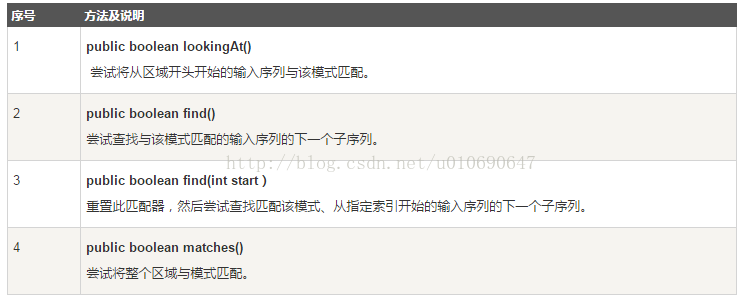 序号 方法及说明
1 public boolean lookingAt()
尝试将从区域开头开始的输入序列与该模式匹配。
2 public boolean find()
尝试查找与该模式匹配的输入序列的下一个子序列。
http://blog.csdn.net/u010690647
3 public boolean find(int start )
重置此匹配器，然后尝试查找匹配该模式、从指定索引开始的输入序列的下一个子序列。
4 public boolean matches()
尝试将整个区域与模式匹配。